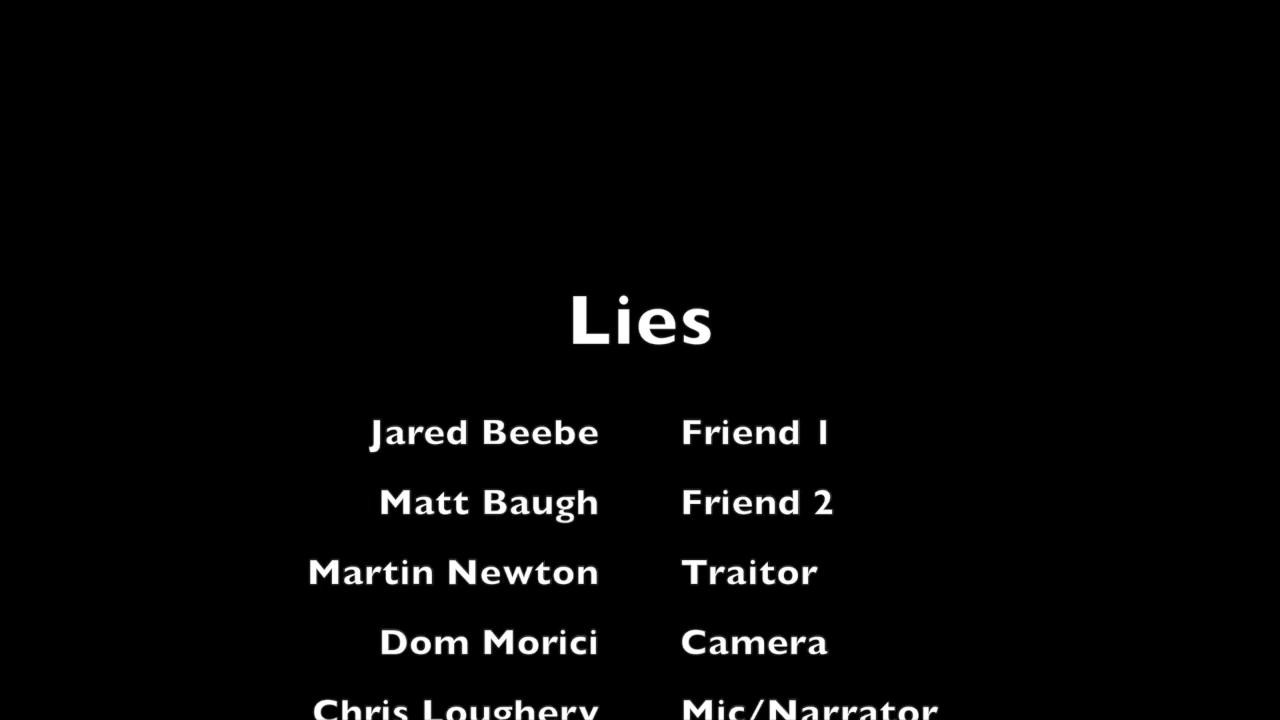 Lies
Jared Beebe Friend 1
Matt Baugh Friend 2
Martin Newton Traitor
Dom Morici Camera
Chris Loughery Mic/Narrator